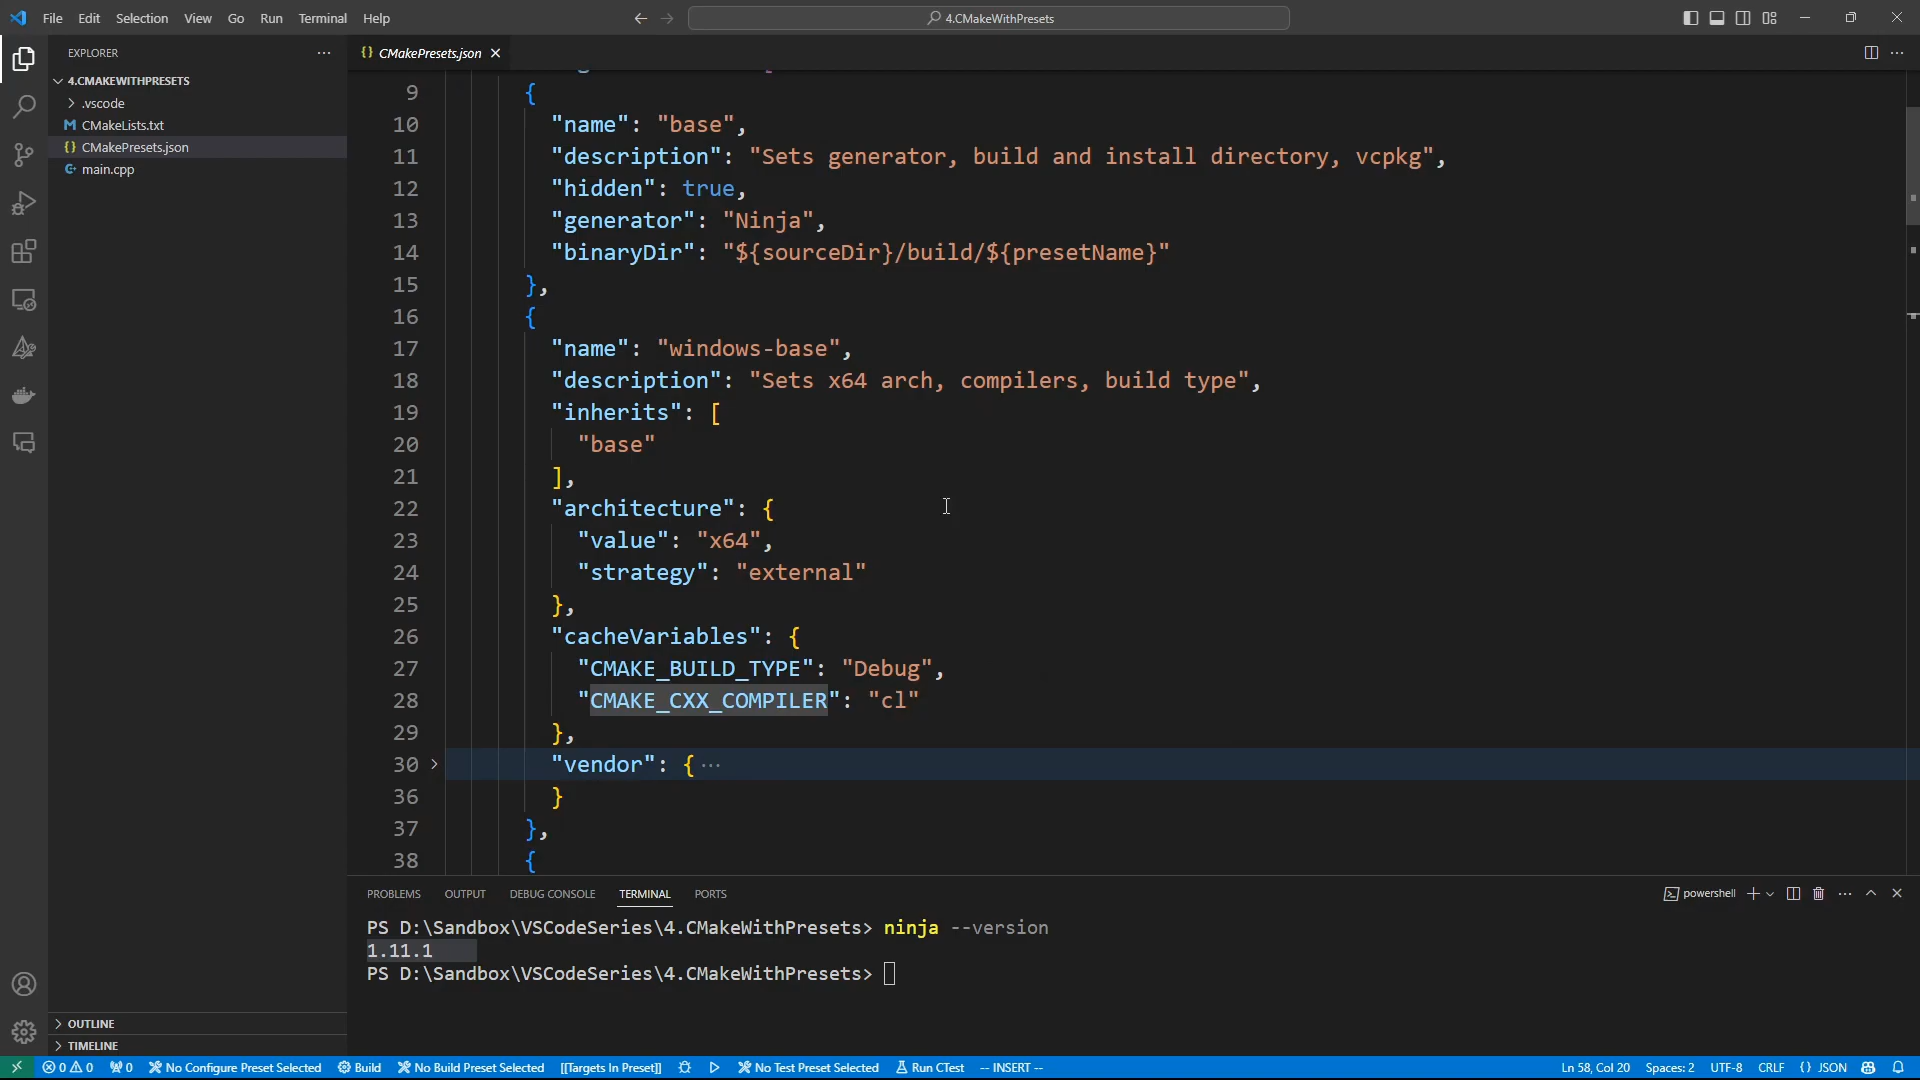 File Edit Selection View Go Run Terminal Help
4.CMakeWithPresets
EXPLORER
4.CMAKEWITHPRESETS
.vscode
CMakeLists.txt
CMakePresets.json
main.cpp
OUTLINE
TIMELINE
CMakePresets.json
9 {
10 "name": "base",
11 "description": "Sets generator, build and install directory, vcpkg",
12 "hidden": true,
13 "generator": "Ninja",
14 "binaryDir": "${sourceDir}/build/${presetName}"
15 },
16 {
17 "name": "windows-base",
18 "description": "Sets x64 arch, compilers, build type",
19 "inherits": [
20 "base"
21 ],
22 "architecture": {
23 "value": "x64",
24 "strategy": "external"
25 },
26 "cacheVariables": {
27 "CMAKE_BUILD_TYPE": "Debug",
28 "CMAKE_CXX_COMPILER": "cl"
29 },
30 "vendor": { ...
36 }
37 },
38 {
PROBLEMS OUTPUT DEBUG CONSOLE TERMINAL PORTS
powershell
PS D:\Sandbox\VSCodeSeries\4.CMakeWithPresets> ninja --version
1.11.1
PS D:\Sandbox\VSCodeSeries\4.CMakeWithPresets>
0 0 0 No Configure Preset Selected Build No Build Preset Selected [[Targets In Preset]] No Test Preset Selected Run CTest -- INSERT -- Ln 58, Col 20 Spaces: 2 UTF-8 CRLF {} JSON